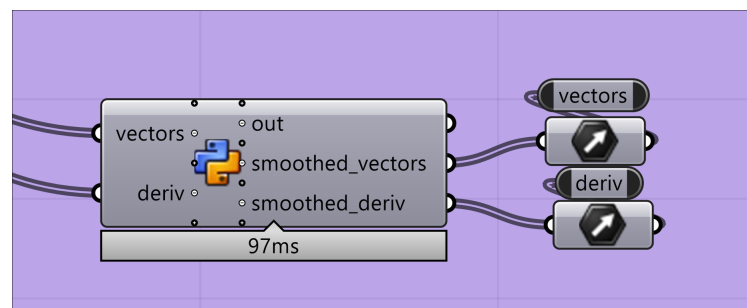 vectors
vectors
out
smoothed_vectors
deriv
deriv
smoothed_deriv
97ms